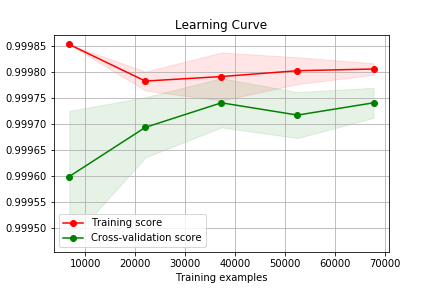 Learning Curve
0.99985
0.99980
0.99975
0.99970
0.99965
0.99960
0.99955
0.99950
Training score
Cross-validation score
10000 20000 30000 40000 50000 60000 70000
Training examples